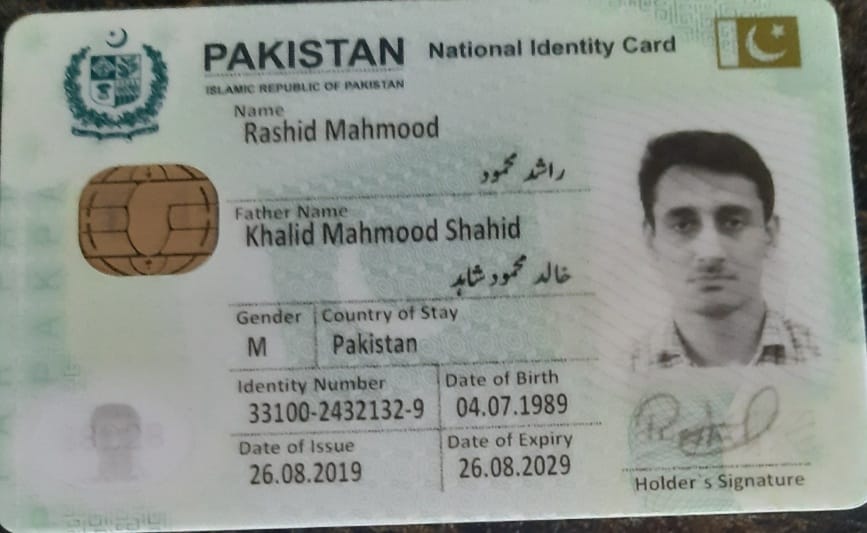 PAKISTAN National Identity Card
ISLAMIC REPUBLIC OF PAKISTAN
Name
Rashid Mahmood
راشد محمود
Father Name
Khalid Mahmood Shahid
خالد محمود شاہد
Gender Country of Stay
M Pakistan
Identity Number Date of Birth
33100-2432132-9 04.07.1989
Date of Issue Date of Expiry
26.08.2019 26.08.2029
Holder's Signature